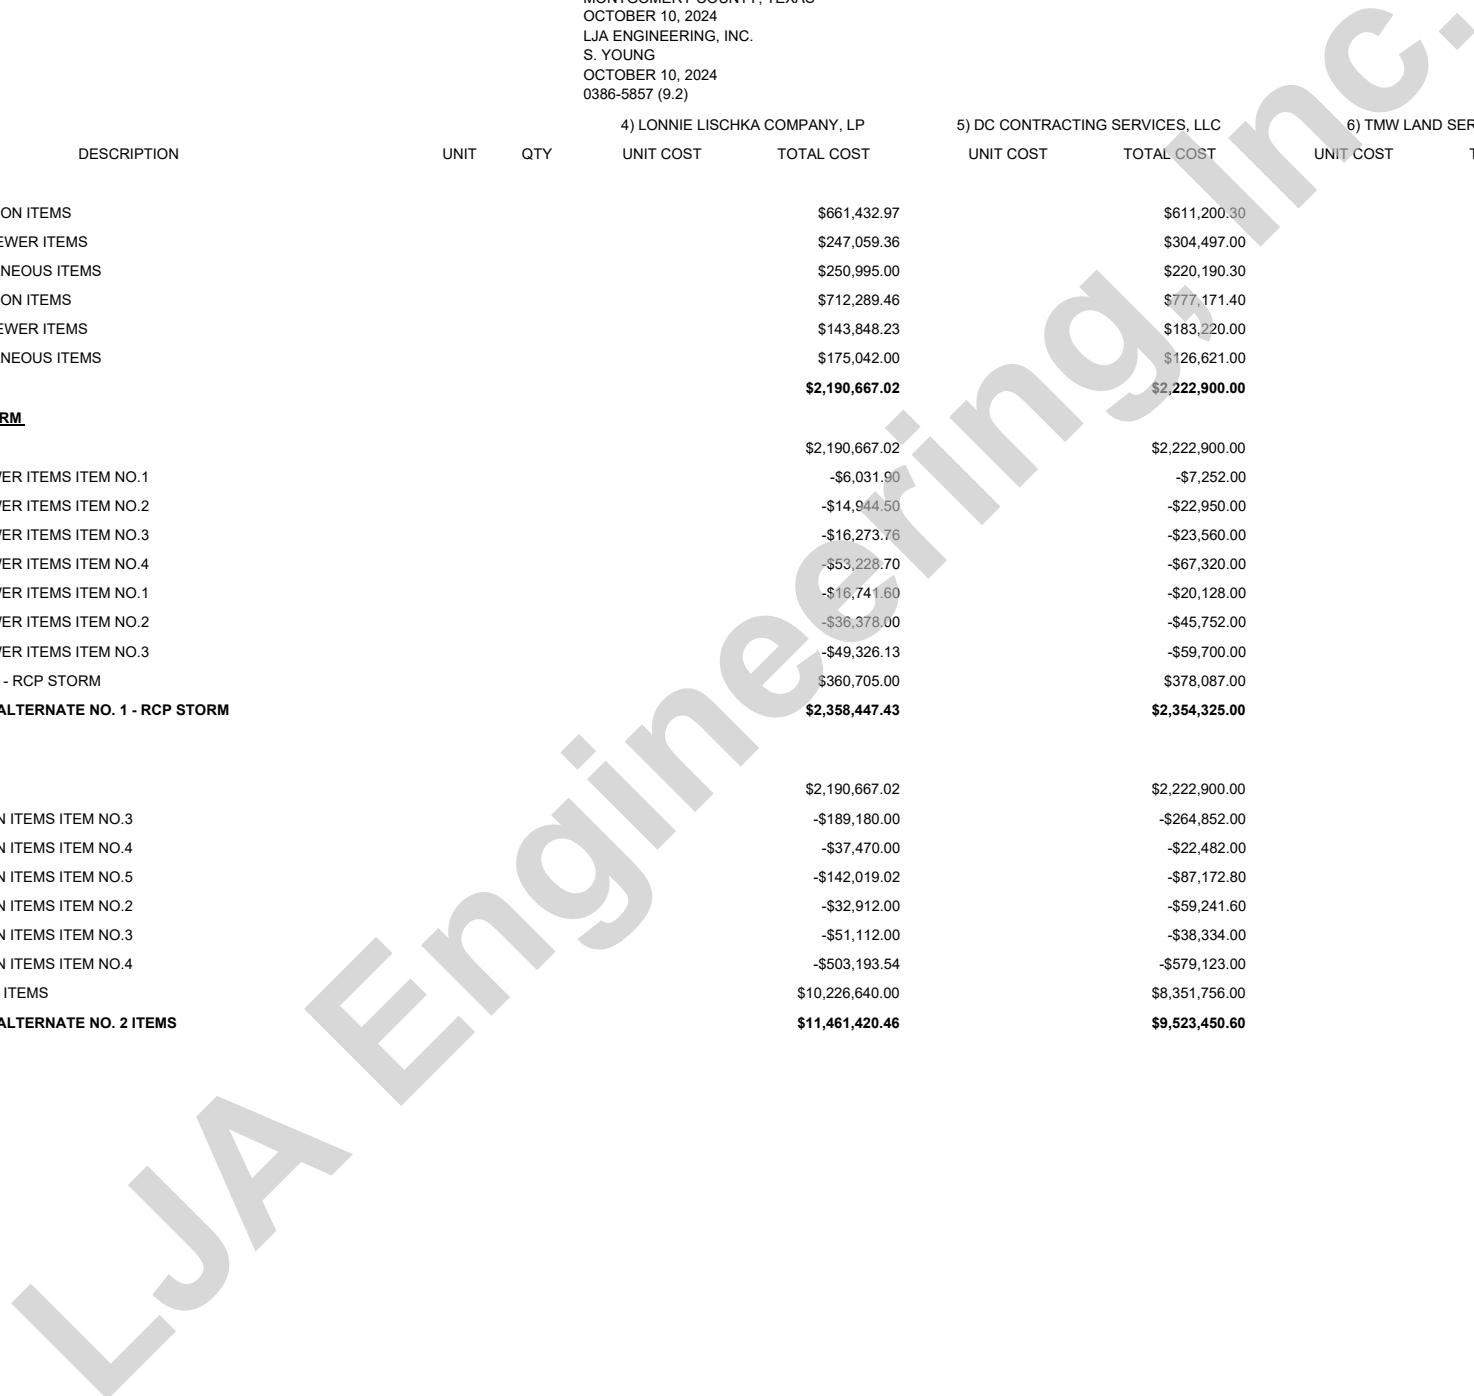 MONTGOMERY COUNTY, TEXAS
OCTOBER 10, 2024
LJA ENGINEERING, INC.
S. YOUNG
OCTOBER 10, 2024
0386-5857 (9.2)
4) LONNIE LISCHKA COMPANY, LP 5) DC CONTRACTING SERVICES, LLC 6) TMW LAND SER
DESCRIPTION UNIT QTY UNIT COST TOTAL COST UNIT COST TOTAL COST UNIT COST T
ON ITEMS $661,432.97 $611,200.30
EWER ITEMS $247,059.36 $304,497.00
NEOUS ITEMS $250,995.00 $220,190.30
ON ITEMS $712,289.46 $777,171.40
EWER ITEMS $143,848.23 $183,220.00
NEOUS ITEMS $175,042.00 $126,621.00
$2,190,667.02 $2,222,900.00
RM
$2,190,667.02 $2,222,900.00
VER ITEMS ITEM NO.1 -$6,031.90 -$7,252.00
VER ITEMS ITEM NO.2 -$14,944.50 -$22,950.00
VER ITEMS ITEM NO.3 -$16,273.76 -$23,560.00
VER ITEMS ITEM NO.4 -$53,228.70 -$67,320.00
VER ITEMS ITEM NO.1 -$16,741.60 -$20,128.00
VER ITEMS ITEM NO.2 -$36,378.00 -$45,752.00
VER ITEMS ITEM NO.3 -$49,326.13 -$59,700.00
- RCP STORM $360,705.00 $378,087.00
ALTERNATE NO. 1 - RCP STORM $2,358,447.43 $2,354,325.00
$2,190,667.02 $2,222,900.00
N ITEMS ITEM NO.3 -$189,180.00 -$264,852.00
N ITEMS ITEM NO.4 -$37,470.00 -$22,482.00
N ITEMS ITEM NO.5 -$142,019.02 -$87,172.80
N ITEMS ITEM NO.2 -$32,912.00 -$59,241.60
N ITEMS ITEM NO.3 -$51,112.00 -$38,334.00
N ITEMS ITEM NO.4 -$503,193.54 -$579,123.00
ITEMS $10,226,640.00 $8,351,756.00
ALTERNATE NO. 2 ITEMS $11,461,420.46 $9,523,450.60
LJA Engineering, Inc.